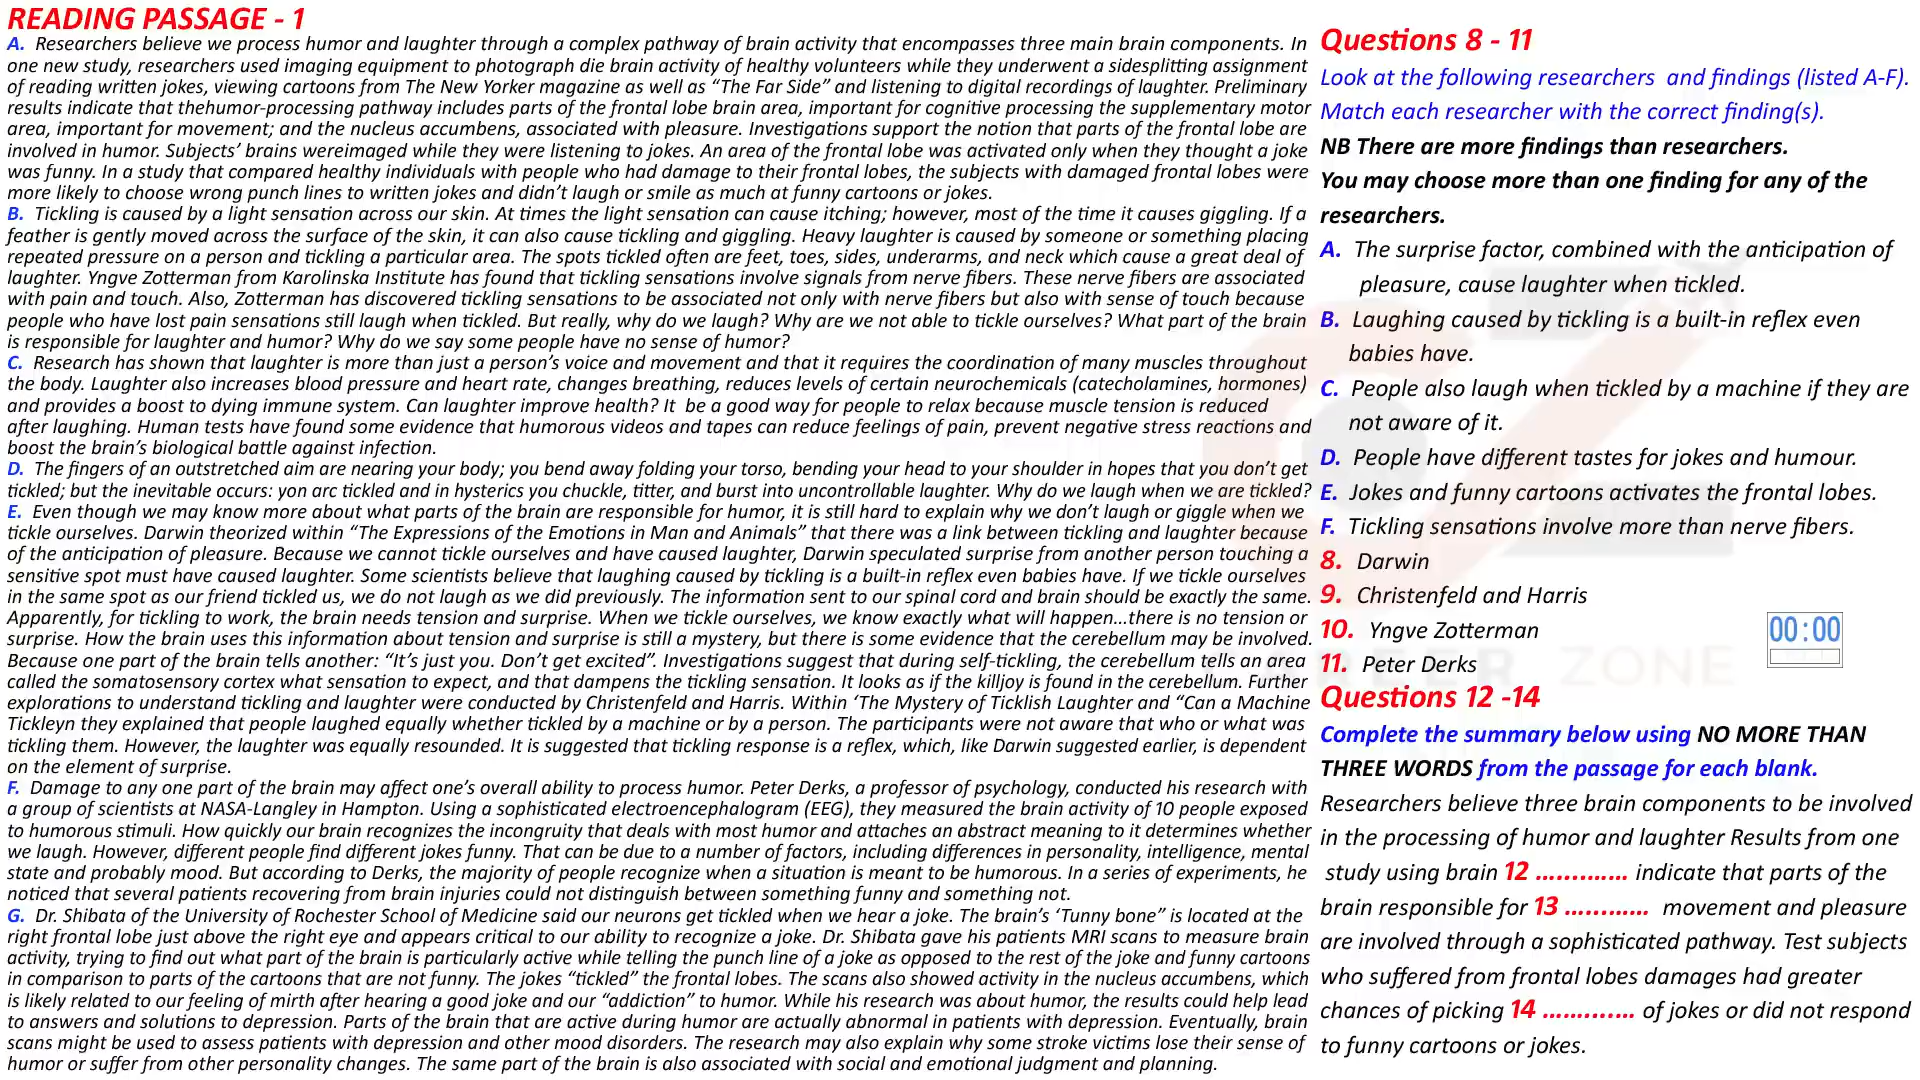 READING PASSAGE - 1
A. Researchers believe we process humor and laughter through a complex pathway of brain activity that encompasses three main brain components. In
one new study, researchers used imaging equipment to photograph die brain activity of healthy volunteers while they underwent a sidesplitting assignment
of reading written jokes, viewing cartoons from The New Yorker magazine as well as “The Far Side” and listening to digital recordings of laughter. Preliminary
results indicate that thehumor-processing pathway includes parts of the frontal lobe brain area, important for cognitive processing the supplementary motor
area, important for movement; and the nucleus accumbens, associated with pleasure. Investigations support the notion that parts of the frontal lobe are
involved in humor. Subjects’ brains wereimaged while they were listening to jokes. An area of the frontal lobe was activated only when they thought a joke
was funny. In a study that compared healthy individuals with people who had damage to their frontal lobes, the subjects with damaged frontal lobes were
more likely to choose wrong punch lines to written jokes and didn’t laugh or smile as much at funny cartoons or jokes.
B. Tickling is caused by a light sensation across our skin. At times the light sensation can cause itching; however, most of the time it causes giggling. If a
feather is gently moved across the surface of the skin, it can also cause tickling and giggling. Heavy laughter is caused by someone or something placing
repeated pressure on a person and tickling a particular area. The spots tickled often are feet, toes, sides, underarms, and neck which cause a great deal of
laughter. Yngve Zotterman from Karolinska Institute has found that tickling sensations involve signals from nerve fibers. These nerve fibers are associated
with pain and touch. Also, Zotterman has discovered tickling sensations to be associated not only with nerve fibers but also with sense of touch because
people who have lost pain sensations still laugh when tickled. But really, why do we laugh? Why are we not able to tickle ourselves? What part of the brain
is responsible for laughter and humor? Why do we say some people have no sense of humor?
C. Research has shown that laughter is more than just a person’s voice and movement and that it requires the coordination of many muscles throughout
the body. Laughter also increases blood pressure and heart rate, changes breathing, reduces levels of certain neurochemicals (catecholamines, hormones)
and provides a boost to dying immune system. Can laughter improve health? It be a good way for people to relax because muscle tension is reduced
after laughing. Human tests have found some evidence that humorous videos and tapes can reduce feelings of pain, prevent negative stress reactions and
boost the brain’s biological battle against infection.
D. The fingers of an outstretched aim are nearing your body; you bend away folding your torso, bending your head to your shoulder in hopes that you don’t get
tickled; but the inevitable occurs: yon arc tickled and in hysterics you chuckle, titter, and burst into uncontrollable laughter. Why do we laugh when we are tickled?
E. Even though we may know more about what parts of the brain are responsible for humor, it is still hard to explain why we don’t laugh or giggle when we
tickle ourselves. Darwin theorized within “The Expressions of the Emotions in Man and Animals” that there was a link between tickling and laughter because
of the anticipation of pleasure. Because we cannot tickle ourselves and have caused laughter, Darwin speculated surprise from another person touching a
sensitive spot must have caused laughter. Some scientists believe that laughing caused by tickling is a built-in reflex even babies have. If we tickle ourselves
in the same spot as our friend tickled us, we do not laugh as we did previously. The information sent to our spinal cord and brain should be exactly the same.
Apparently, for tickling to work, the brain needs tension and surprise. When we tickle ourselves, we know exactly what will happen...there is no tension or
surprise. How the brain uses this information about tension and surprise is still a mystery, but there is some evidence that the cerebellum may be involved.
Because one part of the brain tells another: “It’s just you. Don’t get excited”. Investigations suggest that during self-tickling, the cerebellum tells an area
called the somatosensory cortex what sensation to expect, and that dampens the tickling sensation. It looks as if the killjoy is found in the cerebellum. Further
explorations to understand tickling and laughter were conducted by Christenfeld and Harris. Within ‘The Mystery of Ticklish Laughter and “Can a Machine
Tickleyn they explained that people laughed equally whether tickled by a machine or by a person. The participants were not aware that who or what was
tickling them. However, the laughter was equally resounded. It is suggested that tickling response is a reflex, which, like Darwin suggested earlier, is dependent
on the element of surprise.
F. Damage to any one part of the brain may affect one’s overall ability to process humor. Peter Derks, a professor of psychology, conducted his research with
a group of scientists at NASA-Langley in Hampton. Using a sophisticated electroencephalogram (EEG), they measured the brain activity of 10 people exposed
to humorous stimuli. How quickly our brain recognizes the incongruity that deals with most humor and attaches an abstract meaning to it determines whether
we laugh. However, different people find different jokes funny. That can be due to a number of factors, including differences in personality, intelligence, mental
state and probably mood. But according to Derks, the majority of people recognize when a situation is meant to be humorous. In a series of experiments, he
noticed that several patients recovering from brain injuries could not distinguish between something funny and something not.
G. Dr. Shibata of the University of Rochester School of Medicine said our neurons get tickled when we hear a joke. The brain’s ‘Tunny bone” is located at the
right frontal lobe just above the right eye and appears critical to our ability to recognize a joke. Dr. Shibata gave his patients MRI scans to measure brain
activity, trying to find out what part of the brain is particularly active while telling the punch line of a joke as opposed to the rest of the joke and funny cartoons
in comparison to parts of the cartoons that are not funny. The jokes “tickled” the frontal lobes. The scans also showed activity in the nucleus accumbens, which
is likely related to our feeling of mirth after hearing a good joke and our “addiction” to humor. While his research was about humor, the results could help lead
to answers and solutions to depression. Parts of the brain that are active during humor are actually abnormal in patients with depression. Eventually, brain
scans might be used to assess patients with depression and other mood disorders. The research may also explain why some stroke victims lose their sense of
humor or suffer from other personality changes. The same part of the brain is also associated with social and emotional judgment and planning.
Questions 8 - 11
Look at the following researchers and findings (listed A-F).
Match each researcher with the correct finding(s).
NB There are more findings than researchers.
You may choose more than one finding for any of the
researchers.
A. The surprise factor, combined with the anticipation of
pleasure, cause laughter when tickled.
B. Laughing caused by tickling is a built-in reflex even
babies have.
C. People also laugh when tickled by a machine if they are
not aware of it.
D. People have different tastes for jokes and humour.
E. Jokes and funny cartoons activates the frontal lobes.
F. Tickling sensations involve more than nerve fibers.
8. Darwin
9. Christenfeld and Harris
10. Yngve Zotterman
00:00
11. Peter Derks
CAREER ZONE
Questions 12 -14
Complete the summary below using NO MORE THAN
THREE WORDS from the passage for each blank.
Researchers believe three brain components to be involved
in the processing of humor and laughter Results from one
study using brain 12 ............. indicate that parts of the
brain responsible for 13 ............ movement and pleasure
are involved through a sophisticated pathway. Test subjects
who suffered from frontal lobes damages had greater
chances of picking 14 ............. of jokes or did not respond
to funny cartoons or jokes.